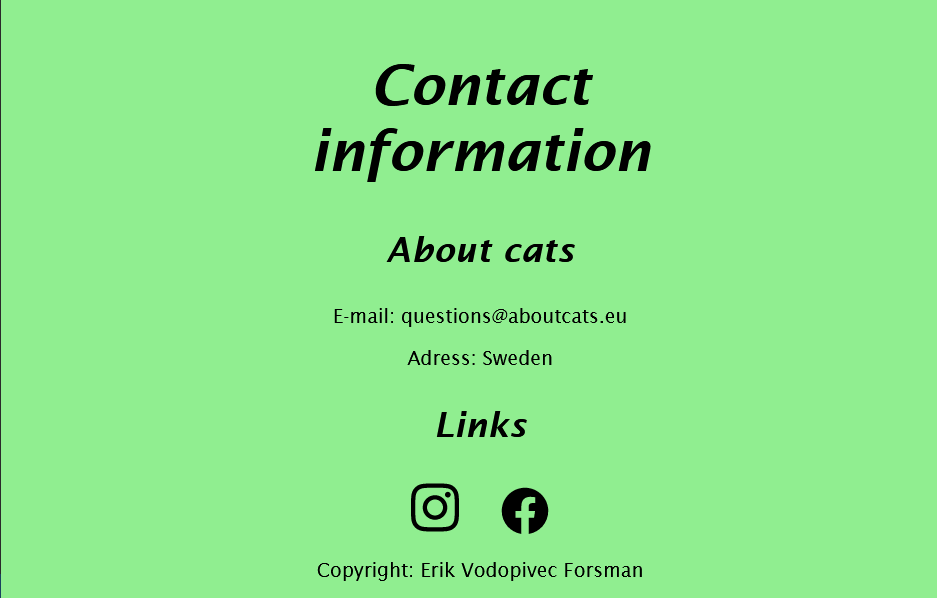 Contact
information
About cats
E-mail: questions@aboutcats.eu
Adress: Sweden
Links
Copyright: Erik Vodopivec Forsman